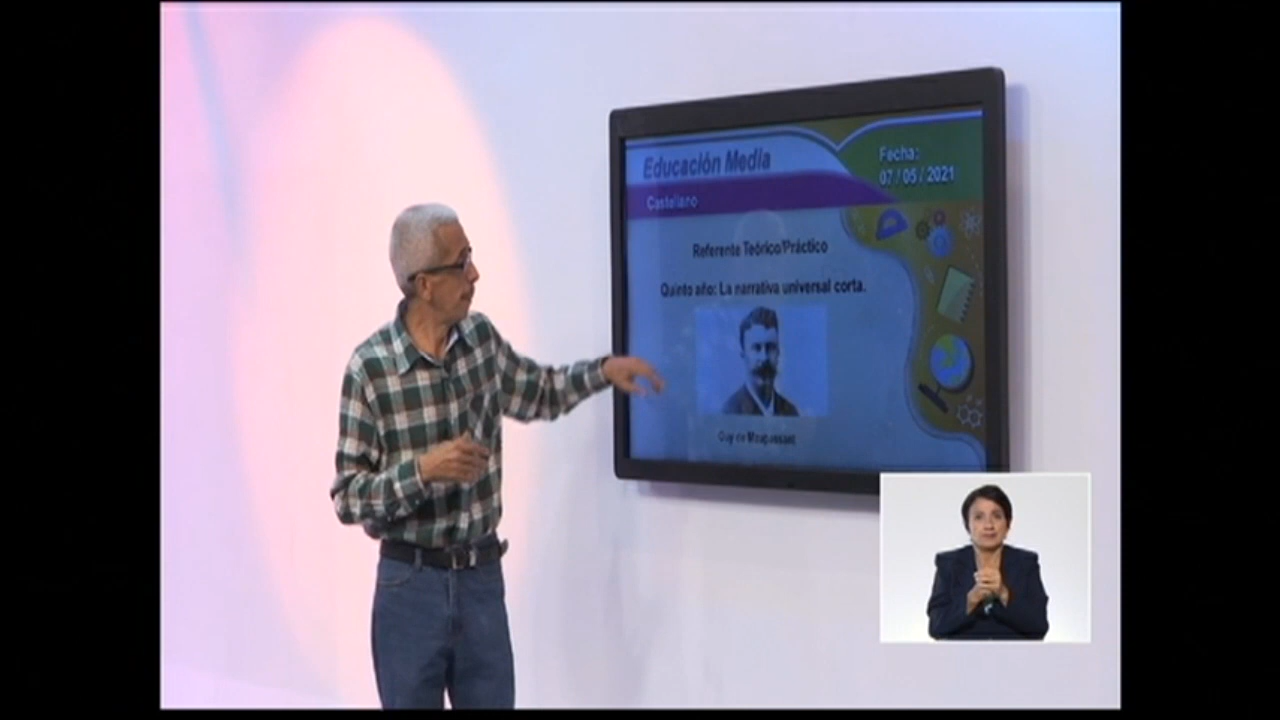 Educación Media
Fecha:
07 / 05 / 2021
Castellano
Referente Teórico/Práctico
Quinto año: La narrativa universal corta.
Guy de Maupassant